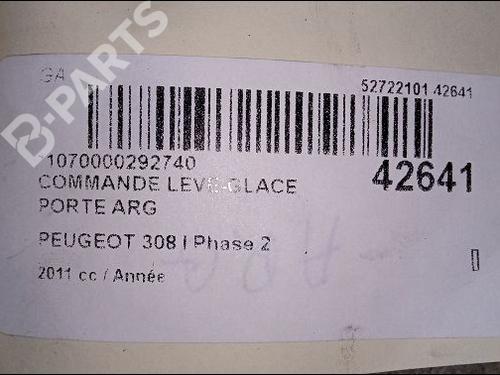 GA
52722101 42641
B-PARTS
1070000292740
42641
COMMANDE LEVE-GLACE
PORTE ARG
PEUGEOT 308 I Phase 2
2011 cc / Année